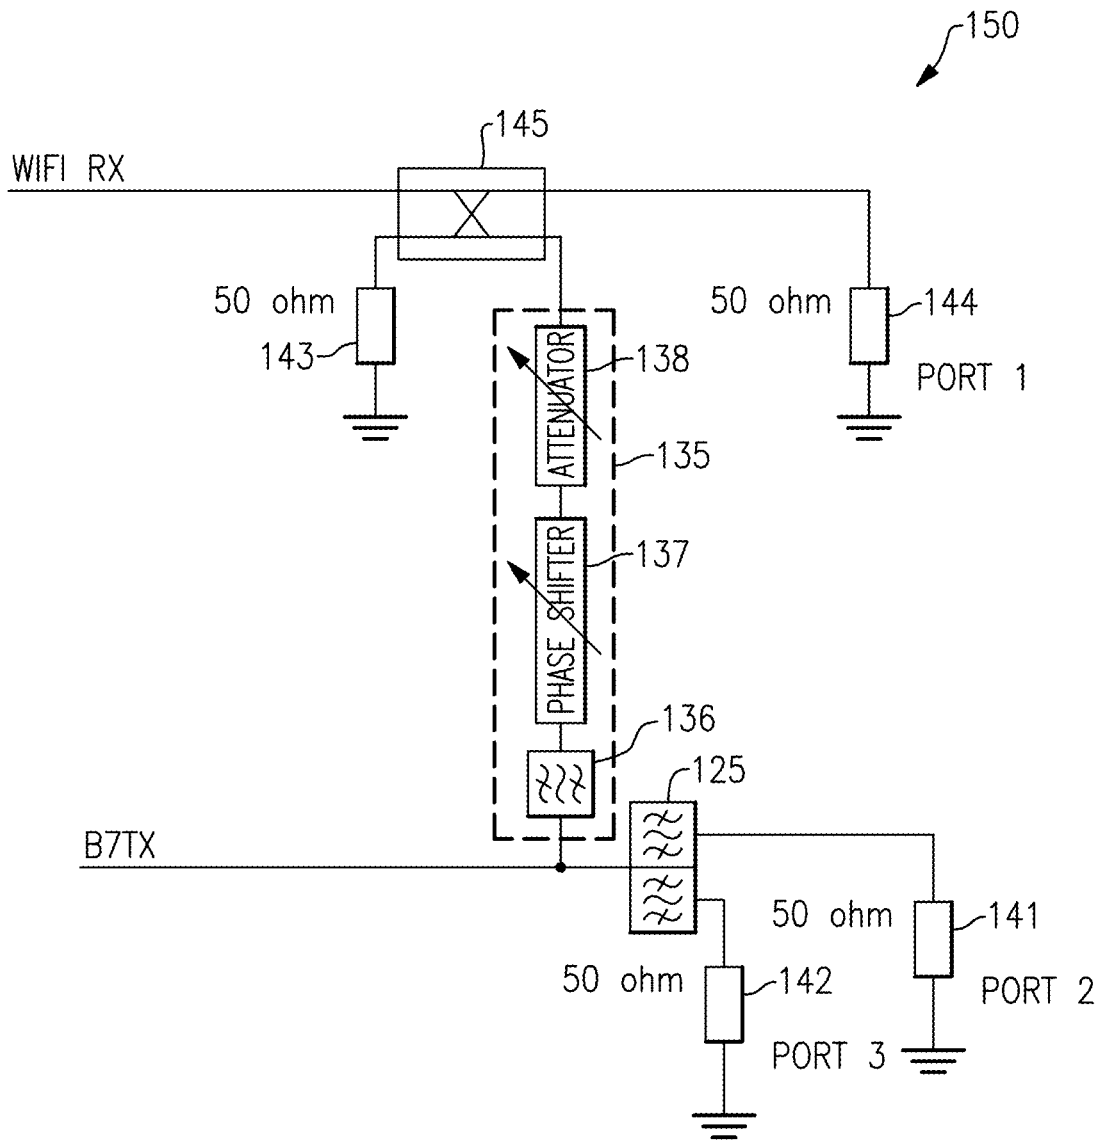 150
145
WIFI RX
50 ohm
143
50 ohm
144
PORT 1
ATTENUATOR
138
135
PHASE SHIFTER
137
136
125
B7TX
50 ohm
141
PORT 2
50 ohm
142
PORT 3